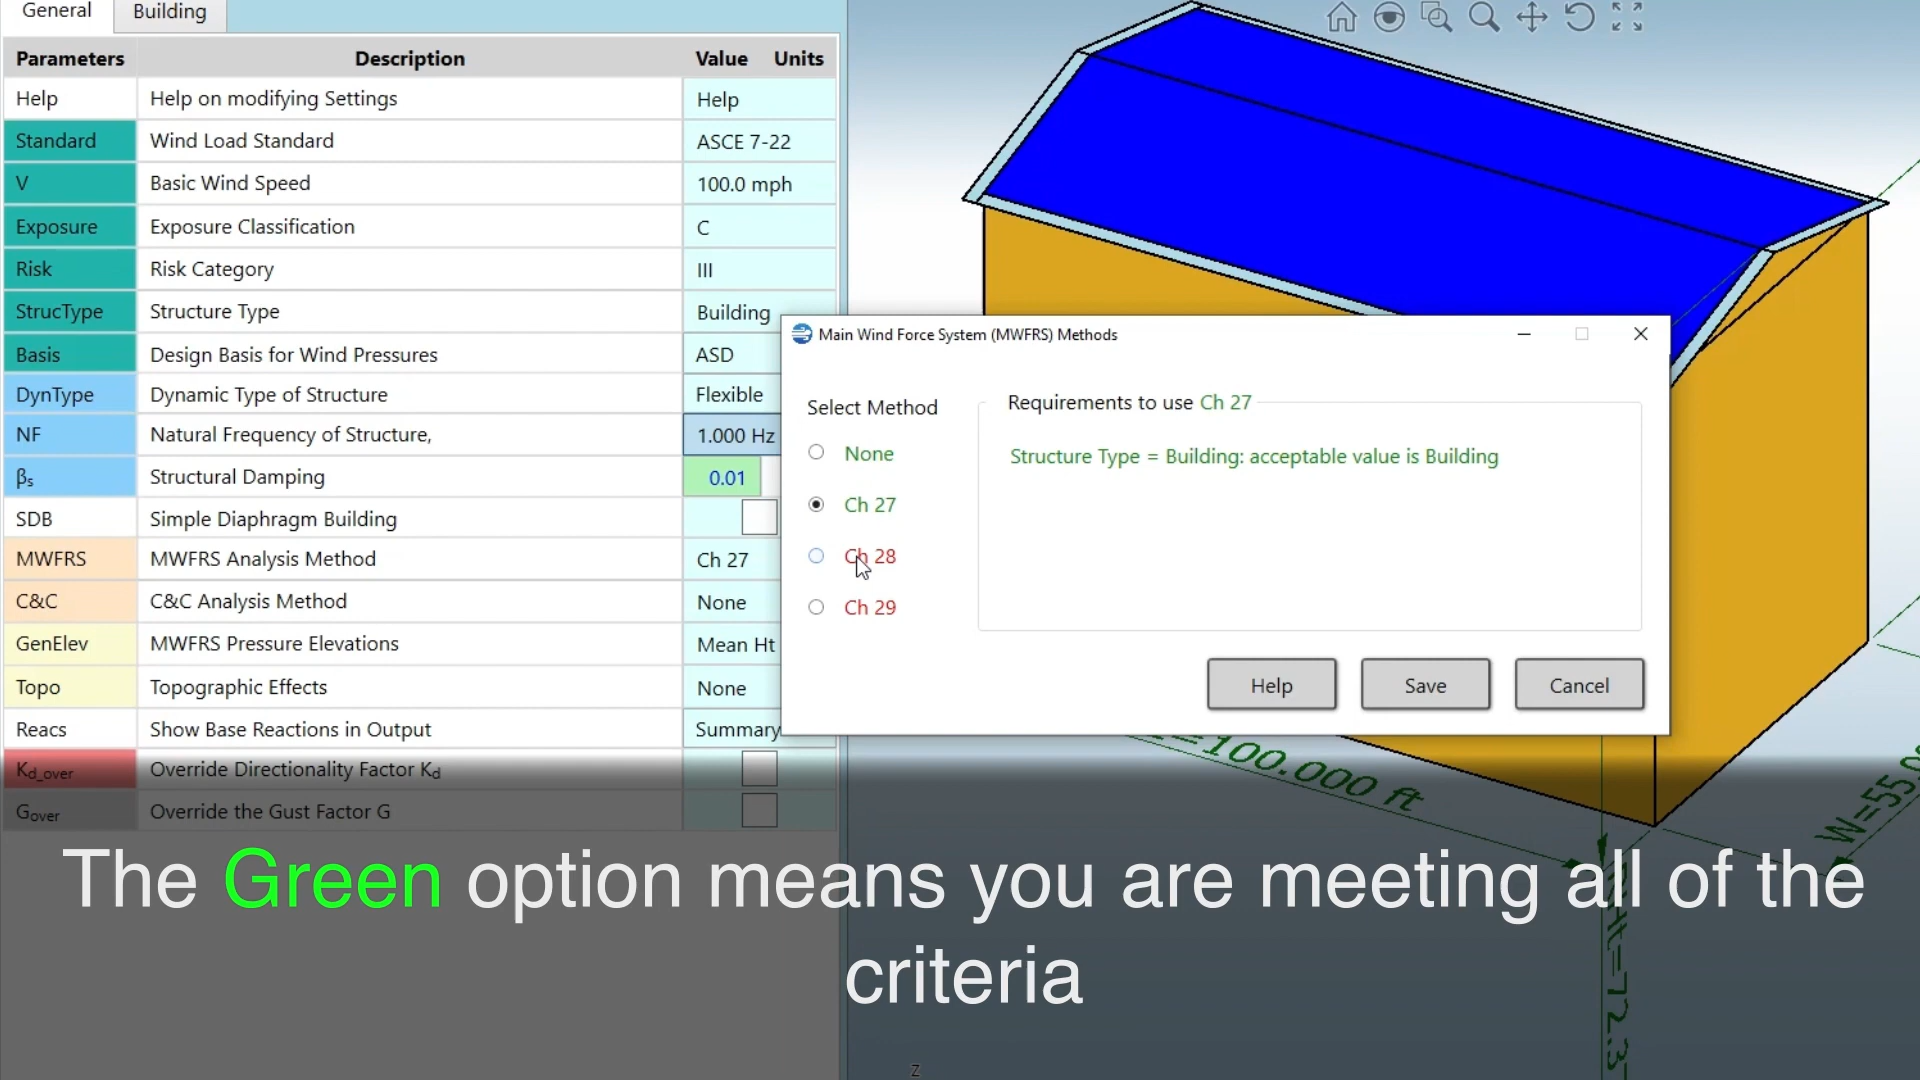 General Building
Parameters Description Value Units
Help Help on modifying Settings Help
Standard Wind Load Standard ASCE 7-22
V Basic Wind Speed 100.0 mph
Exposure Exposure Classification C
Risk Risk Category III
StrucType Structure Type Building
Basis Design Basis for Wind Pressures ASD
DynType Dynamic Type of Structure Flexible
NF Natural Frequency of Structure, 1.000 Hz
βs Structural Damping 0.01
SDB Simple Diaphragm Building
MWFRS MWFRS Analysis Method Ch 27
C&C C&C Analysis Method None
GenElev MWFRS Pressure Elevations Mean Ht
Topo Topographic Effects None
Reacs Show Base Reactions in Output Summary
Kd_over Override Directionality Factor Kd
Gover Override the Gust Factor G
Main Wind Force System (MWFRS) Methods
Select Method
None
Ch 27
Ch 28
Ch 29
Requirements to use Ch 27
Structure Type = Building: acceptable value is Building
Help Save Cancel
=100.000 ft
The Green option means you are meeting all of the
criteria
Z